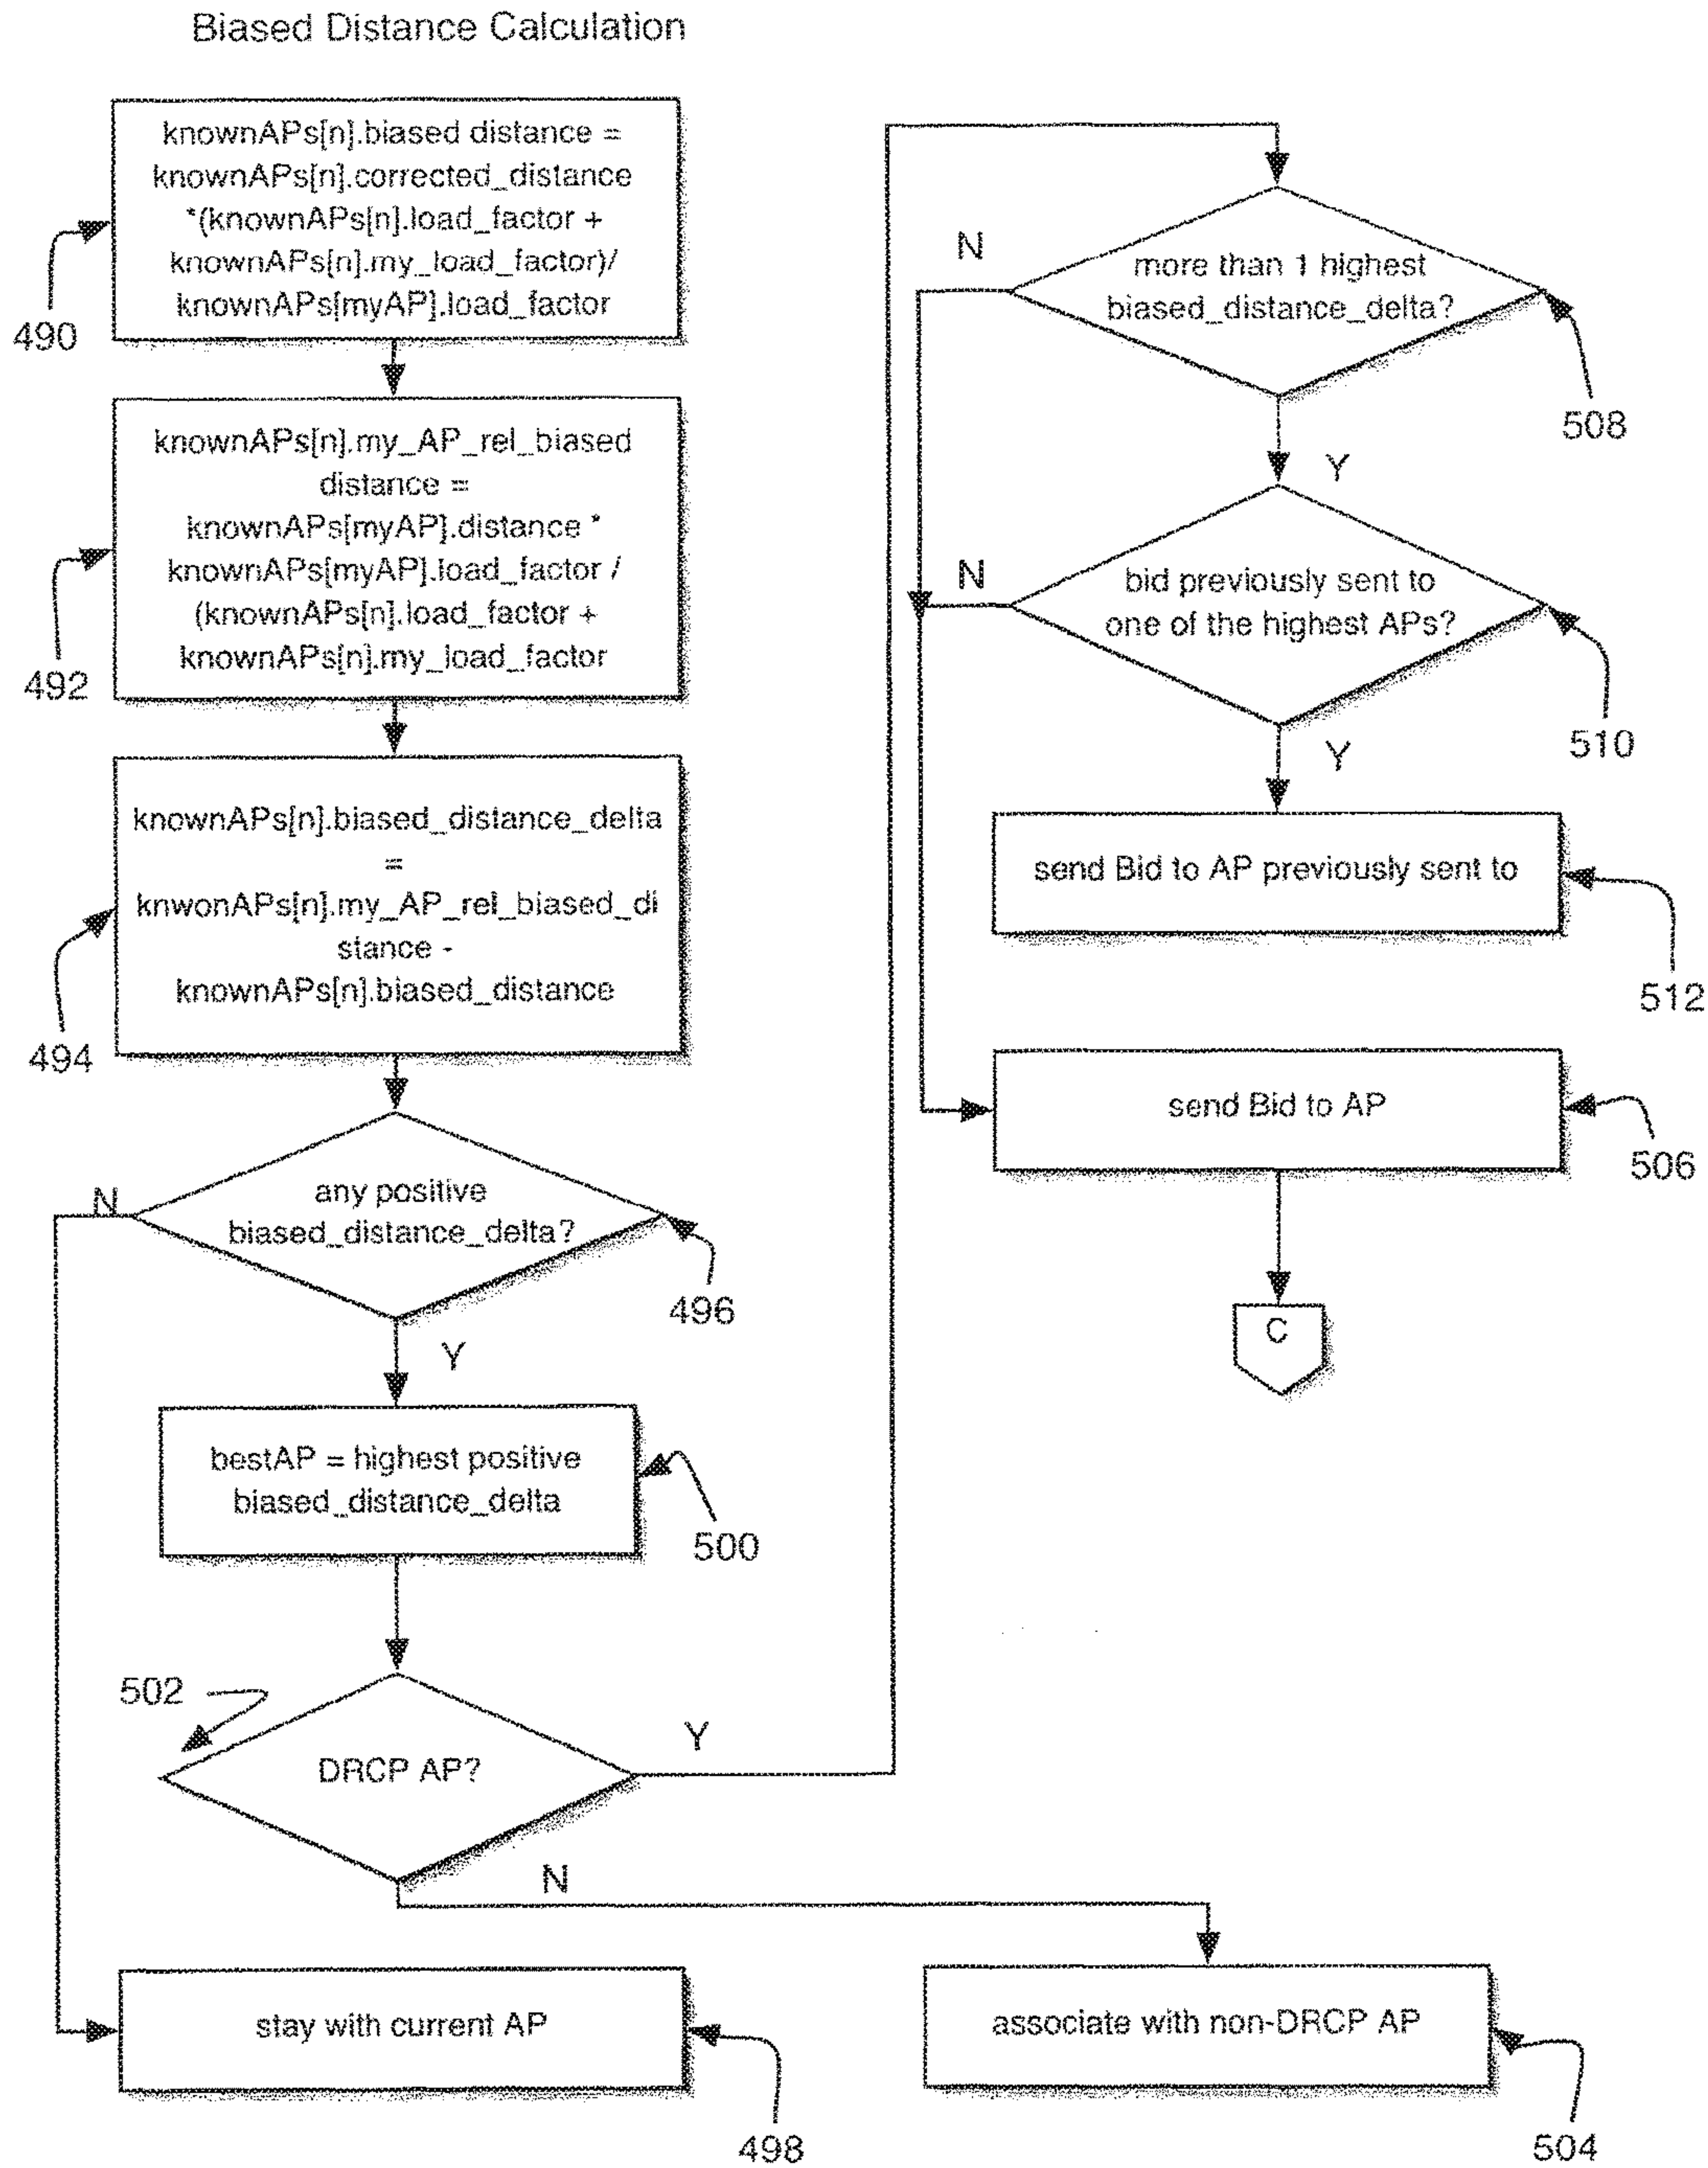 Biased Distance Calculation
knownAPs[n].biased distance =
knownAPs[n].corrected_distance
*(knownAPs[n].load_factor +
knownAPs[n].my_load_factor)/
knownAPs[myAP].load_factor
490
knownAPs[n].my_AP_rel_biased
distance =
knownAPs[myAP].distance *
knownAPs[myAP].load_factor /
(knownAPs[n].load_factor +
knownAPs[n].my_load_factor
492
knownAPs[n].biased_distance_delta
=
knwonAPs[n].my_AP_rel_biased_di
stance -
knownAPs[n].biased_distance
494
N
any positive
biased_distance_delta?
496
Y
bestAP = highest positive
biased_distance_delta
500
502
DRCP AP?
Y
N
stay with current AP
498
associate with non-DRCP AP
504
N
more than 1 highest
biased_distance_delta?
508
Y
N
bid previously sent to
one of the highest APs?
510
Y
send Bid to AP previously sent to
512
send Bid to AP
506
C